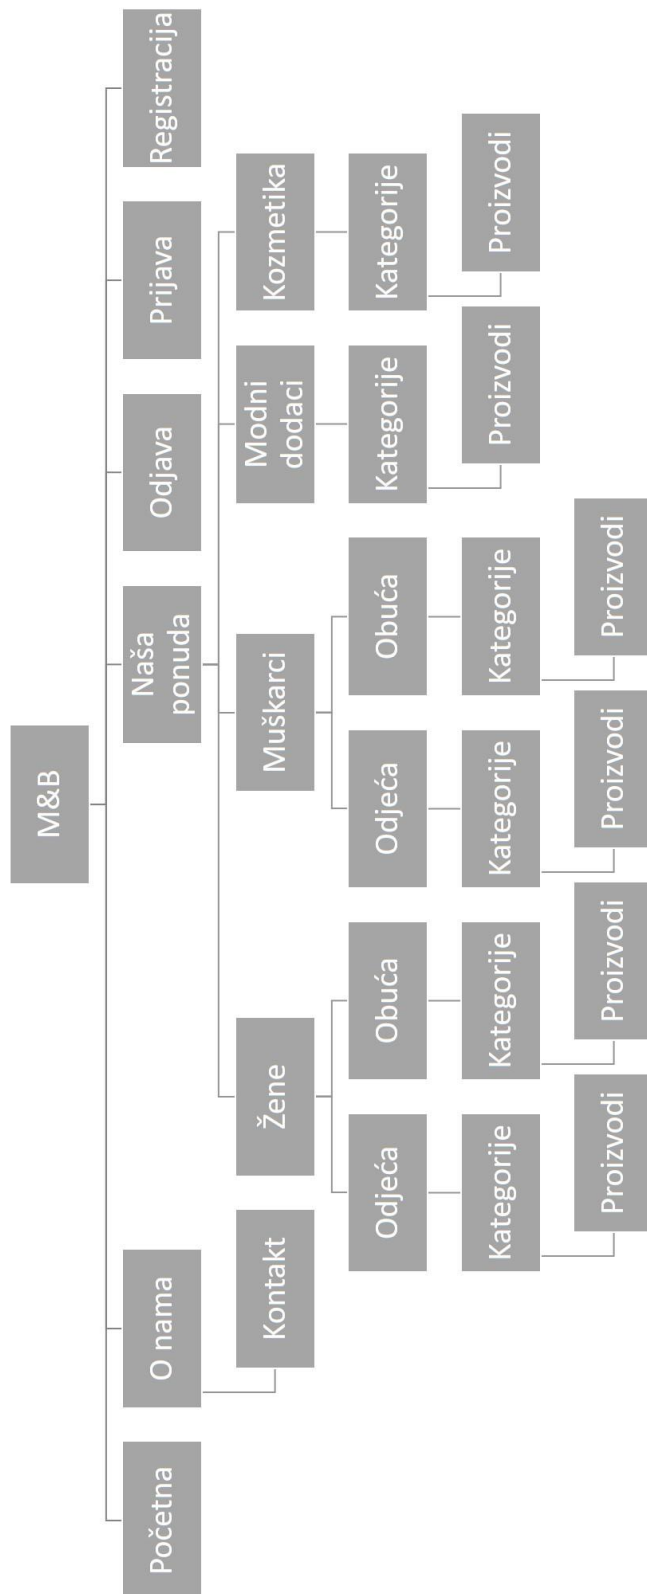 M&B
Početna
O nama
Naša
ponuda
Odjava
Prijava
Registracija
Kontakt
Žene
Muškarci
Modni
dodaci
Kozmetika
Odjeća
Obuća
Odjeća
Obuća
Kategorije
Kategorije
Kategorije
Kategorije
Kategorije
Kategorije
Proizvodi
Proizvodi
Proizvodi
Proizvodi
Proizvodi
Proizvodi